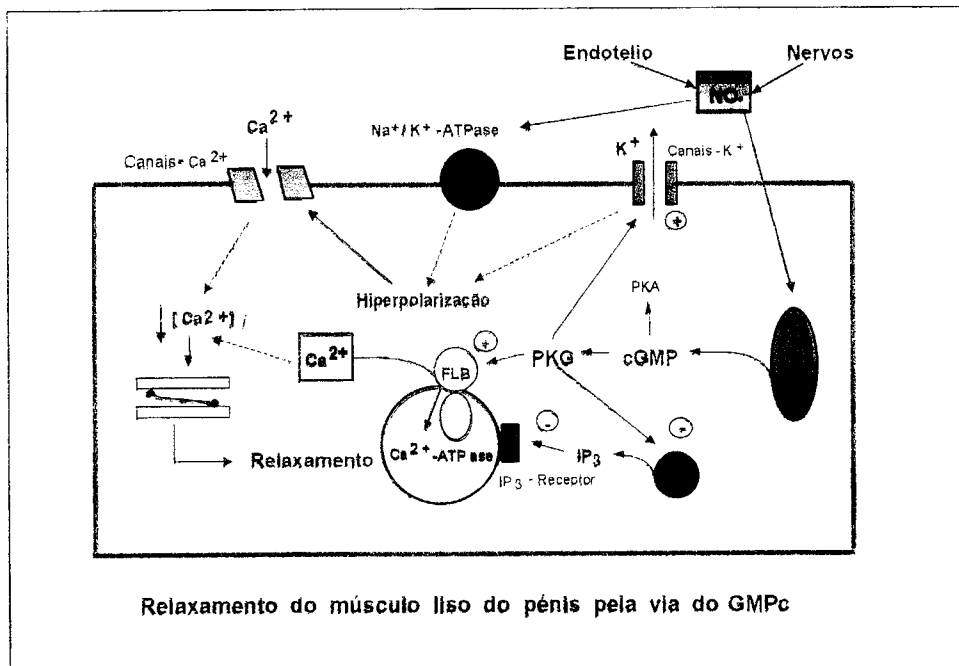 Endotelio Nervos
NO.
Ca2+
Na+/ K+ -ATPase
K+ Canais - K+
Canais - Ca2+
+
Hiperpolarização
PKA
[Ca2+] i
Ca2+
+
FLB
PKG
cGMP
-
-
Relaxamento
Ca2+-ATPase
IP3
IP3 - Receptor
Relaxamento do músculo liso do pénis pela via do GMPc